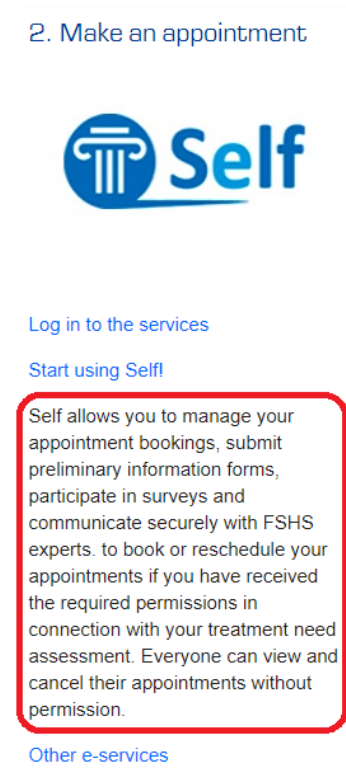 2. Make an appointment
Self
Log in to the services
Start using Self!
Self allows you to manage your
appointment bookings, submit
preliminary information forms,
participate in surveys and
communicate securely with FSHS
experts. to book or reschedule your
appointments if you have received
the required permissions in
connection with your treatment need
assessment. Everyone can view and
cancel their appointments without
permission.
Other e-services